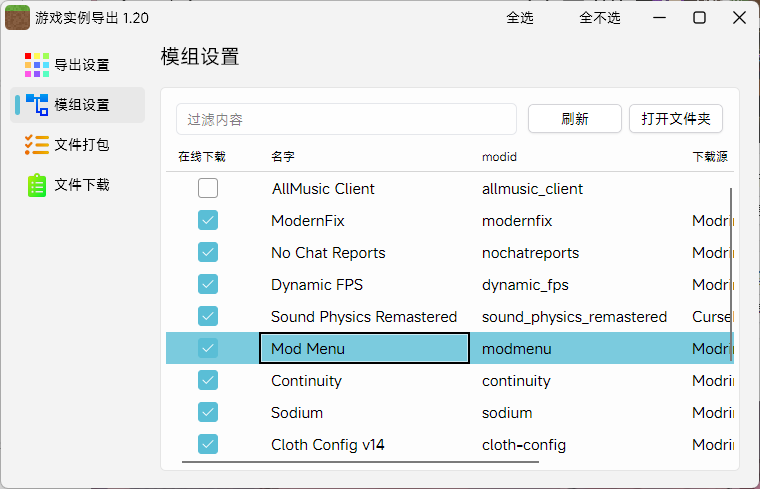 游戏实例导出 1.20 全选 全不选
导出设置
模组设置
文件打包
文件下载
模组设置
过滤内容 刷新 打开文件夹
在线下载 名字 modid 下载源
AllMusic Client allmusic_client
ModernFix modernfix Modrin
No Chat Reports nochatreports Modrin
Dynamic FPS dynamic_fps Modrin
Sound Physics Remastered sound_physics_remastered Cursel
Mod Menu modmenu Modrin
Continuity continuity Modrin
Sodium sodium Modrin
Cloth Config v14 cloth-config Modrin